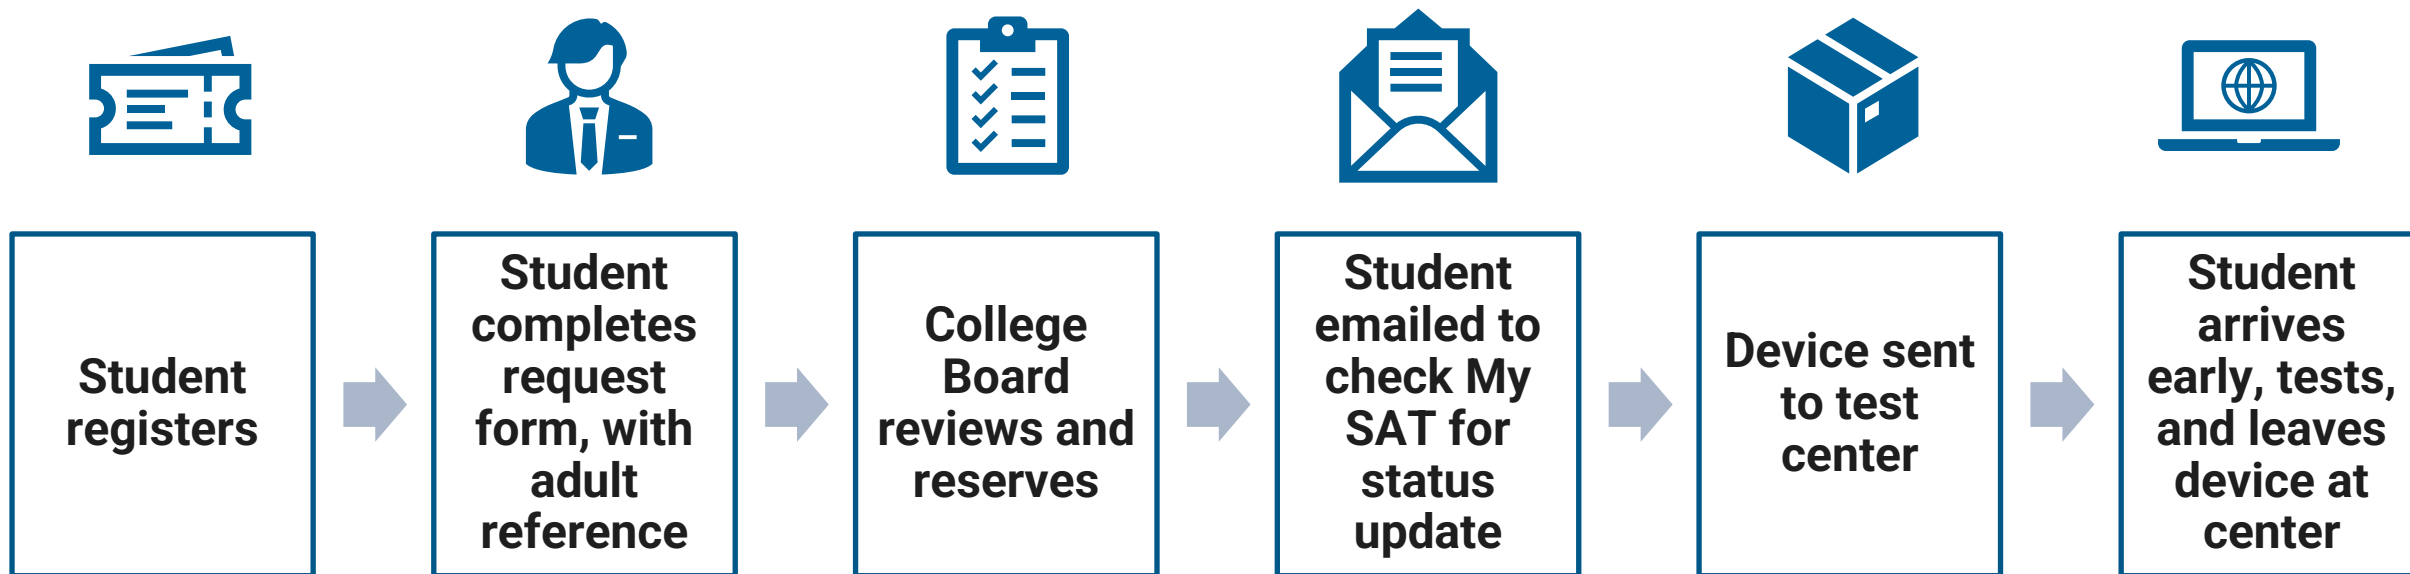 Student
registers
Student
completes
request
form, with
adult
reference
College
Board
reviews and
reserves
Student
emailed to
check My
SAT for
status
update
Device sent
to test
center
Student
arrives
early, tests,
and leaves
device at
center